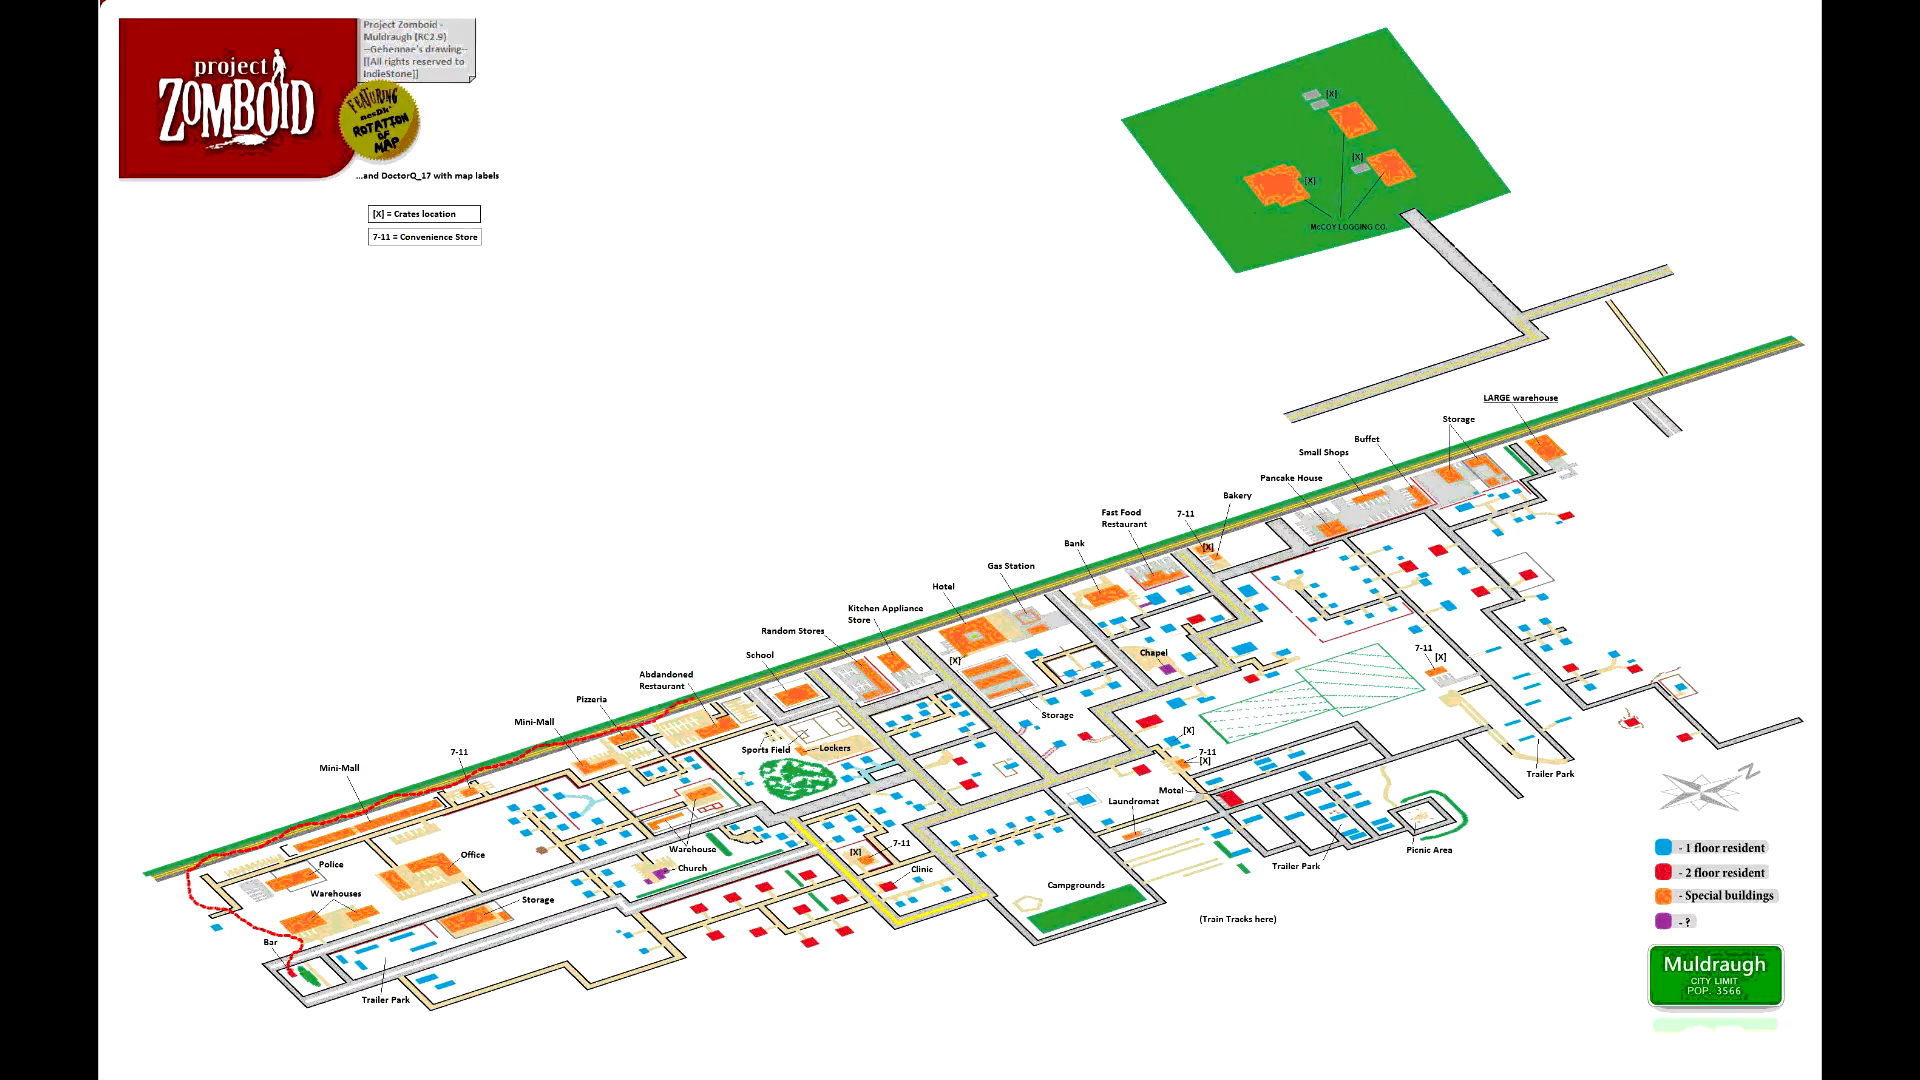 project
ZOMBOID
Project Zomboid -
Muldraugh (RC2.9)
--Gehennae's drawing--
[[All rights reserved to
IndieStone]]
FEATURING
ROTATION
OF
MAP
...and DoctorQ_17 with map labels
[X] = Crates location
7-11 = Convenience Store
[X]
[X]
[X]
McCOY LOGGING CO.
LARGE warehouse
Storage
Buffet
Small Shops
Pancake House
Bakery
7-11
[X]
Fast Food
Restaurant
Bank
Gas Station
Hotel
[X]
Kitchen Appliance
Store
Random Stores
School
Abdandoned
Restaurant
Pizzeria
Mini-Mall
7-11
Mini-Mall
Chapel
7-11
[X]
Storage
Sports Field
Lockers
[X]
7-11
[X]
Trailer Park
Motel
Laundromat
Police
Office
Warehouse
[X]
7-11
Church
Clinic
Picnic Area
Trailer Park
Warehouses
Storage
Campgrounds
(Train Tracks here)
Bar
Trailer Park
Z
- 1 floor resident
- 2 floor resident
- Special buildings
- ?
Muldraugh
CITY LIMIT
POP. 3566